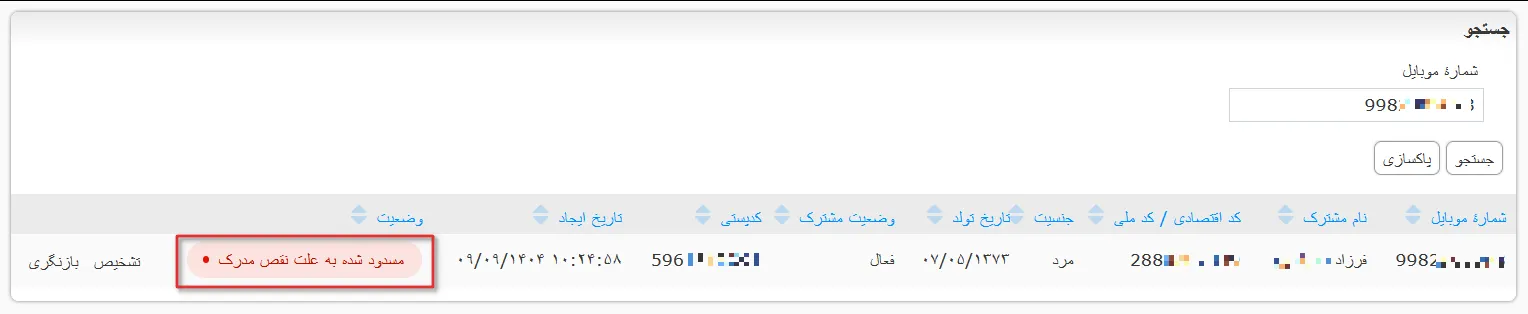 جستجو
شمارهٔ موبایل
پاکسازی جستجو
شمارهٔ موبایل نام مشترک کد اقتصادی / کد ملی جنسیت تاریخ تولد وضعیت مشترک کدپستی تاریخ ایجاد وضعیت
9982 فرزاد 288 مرد ۰۷/۰۵/۱۳۷۳ فعال 596 ۰۹/۰۹/۱۴۰۴ ۱۰:۲۴:۵۸ مسدود شده به علت نقص مدرک تشخیص بازنگری